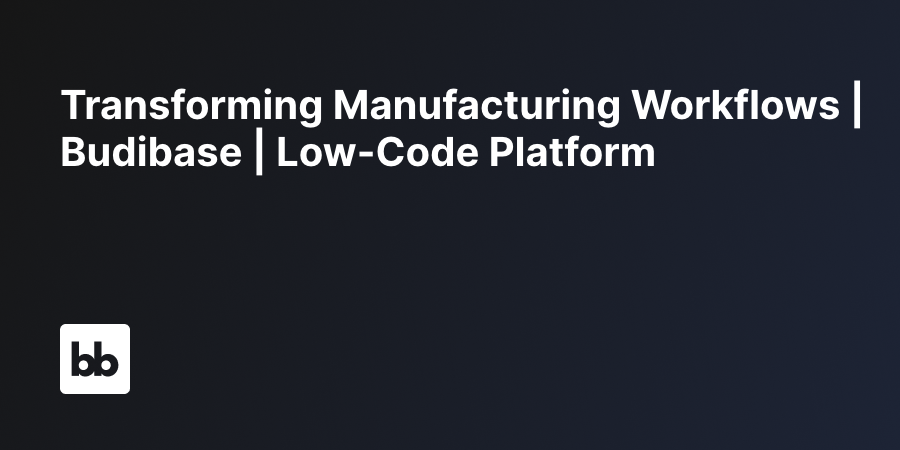 Transforming Manufacturing Workflows |
Budibase | Low-Code Platform
bb